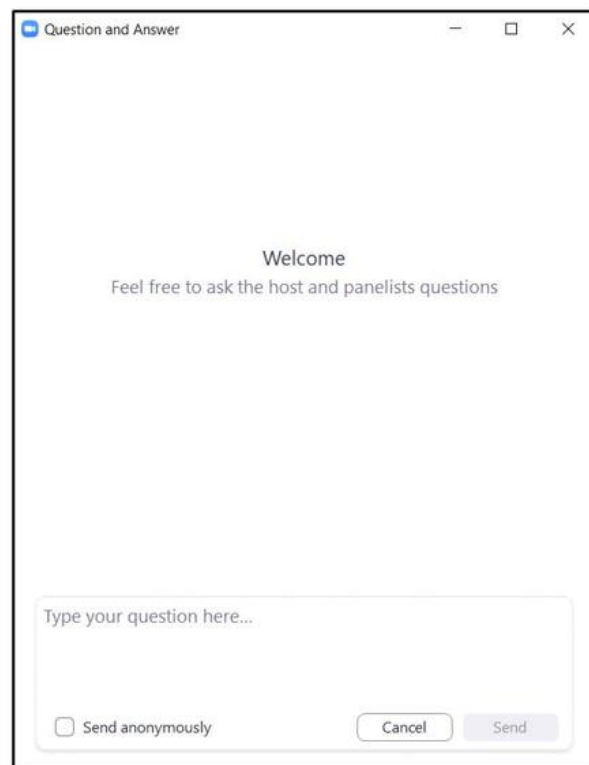 Question and Answer
Welcome
Feel free to ask the host and panelists questions
Type your question here...
Send anonymously
Cancel
Send